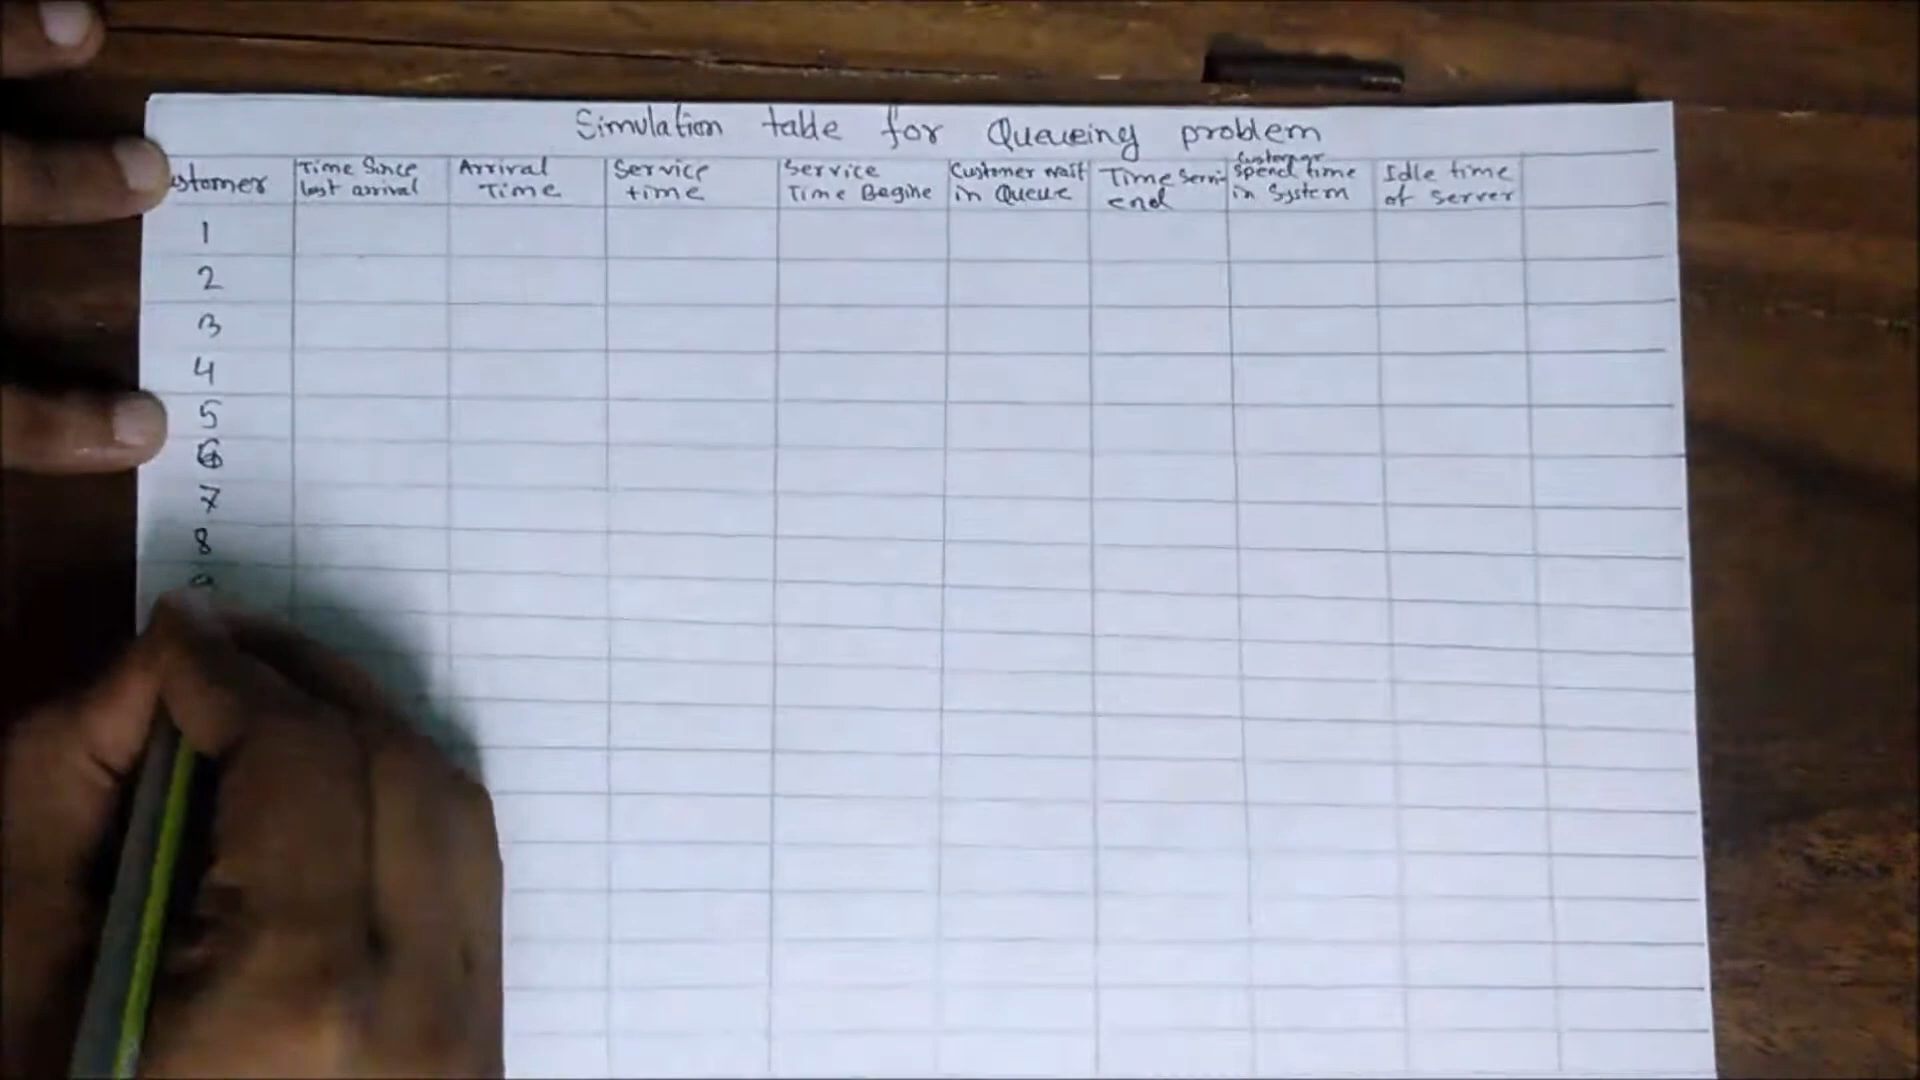 Simulation table for Queueing problem
ustomer
Time Since
last arrival
Arrival
Time
Service
time
Service
Time Begine
Customer wait
in Queue
Time Servi-
end
Customer
spend time
in System
Idle time
of server
1
2
3
4
5
6
7
8
9